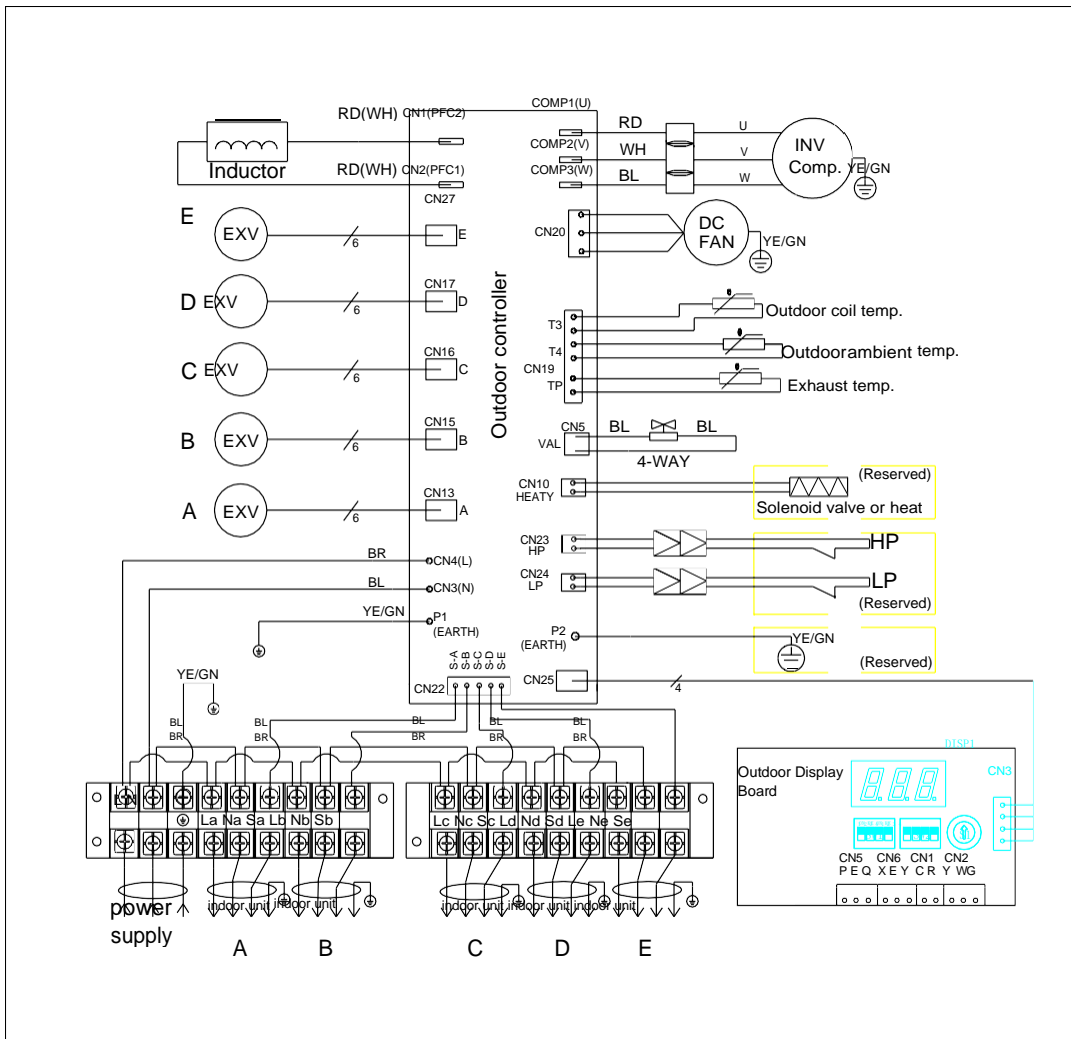 COMP1(U)
RD(WH) CN1(PFC2)
RD
U
COMP2(V)
INV
Comp.
WH
V
Inductor
RD(WH) CN2(PFC1)
COMP3(W)
BL
W
YE/GN
CN27
E
EXV
6
E
CN20
DC
FAN
YE/GN
Outdoor controller
CN17
D
EXV
6
D
T3
Outdoor coil temp.
T4
Outdoorambient temp.
CN16
C
EXV
6
C
CN19
TP
Exhaust temp.
CN15
B
EXV
6
B
CN5
VAL
BL
BL
4-WAY
CN13
A
EXV
6
A
CN10
HEATY
(Reserved)
Solenoid valve or heat
CN23
HP
HP
BR
CN4(L)
CN24
LP
LP
(Reserved)
BL
CN3(N)
YE/GN
P1
(EARTH)
P2
(EARTH)
YE/GN
(Reserved)
S-A
S-B
S-C
S-D
S-E
CN22
CN25
4
YE/GN
BL
BR
BL
BR
BL
BR
BL
BR
DISP1
Outdoor Display
Board
CN3
L N
La Na Sa Lb Nb Sb
Lc Nc Sc Ld Nd Sd Le Ne Se
CN5 CN6 CN1 CN2
P E Q X E Y C R Y WG
power
supply
indoor unit
indoor unit
indoor unit
indoor unit
indoor unit
A
B
C
D
E